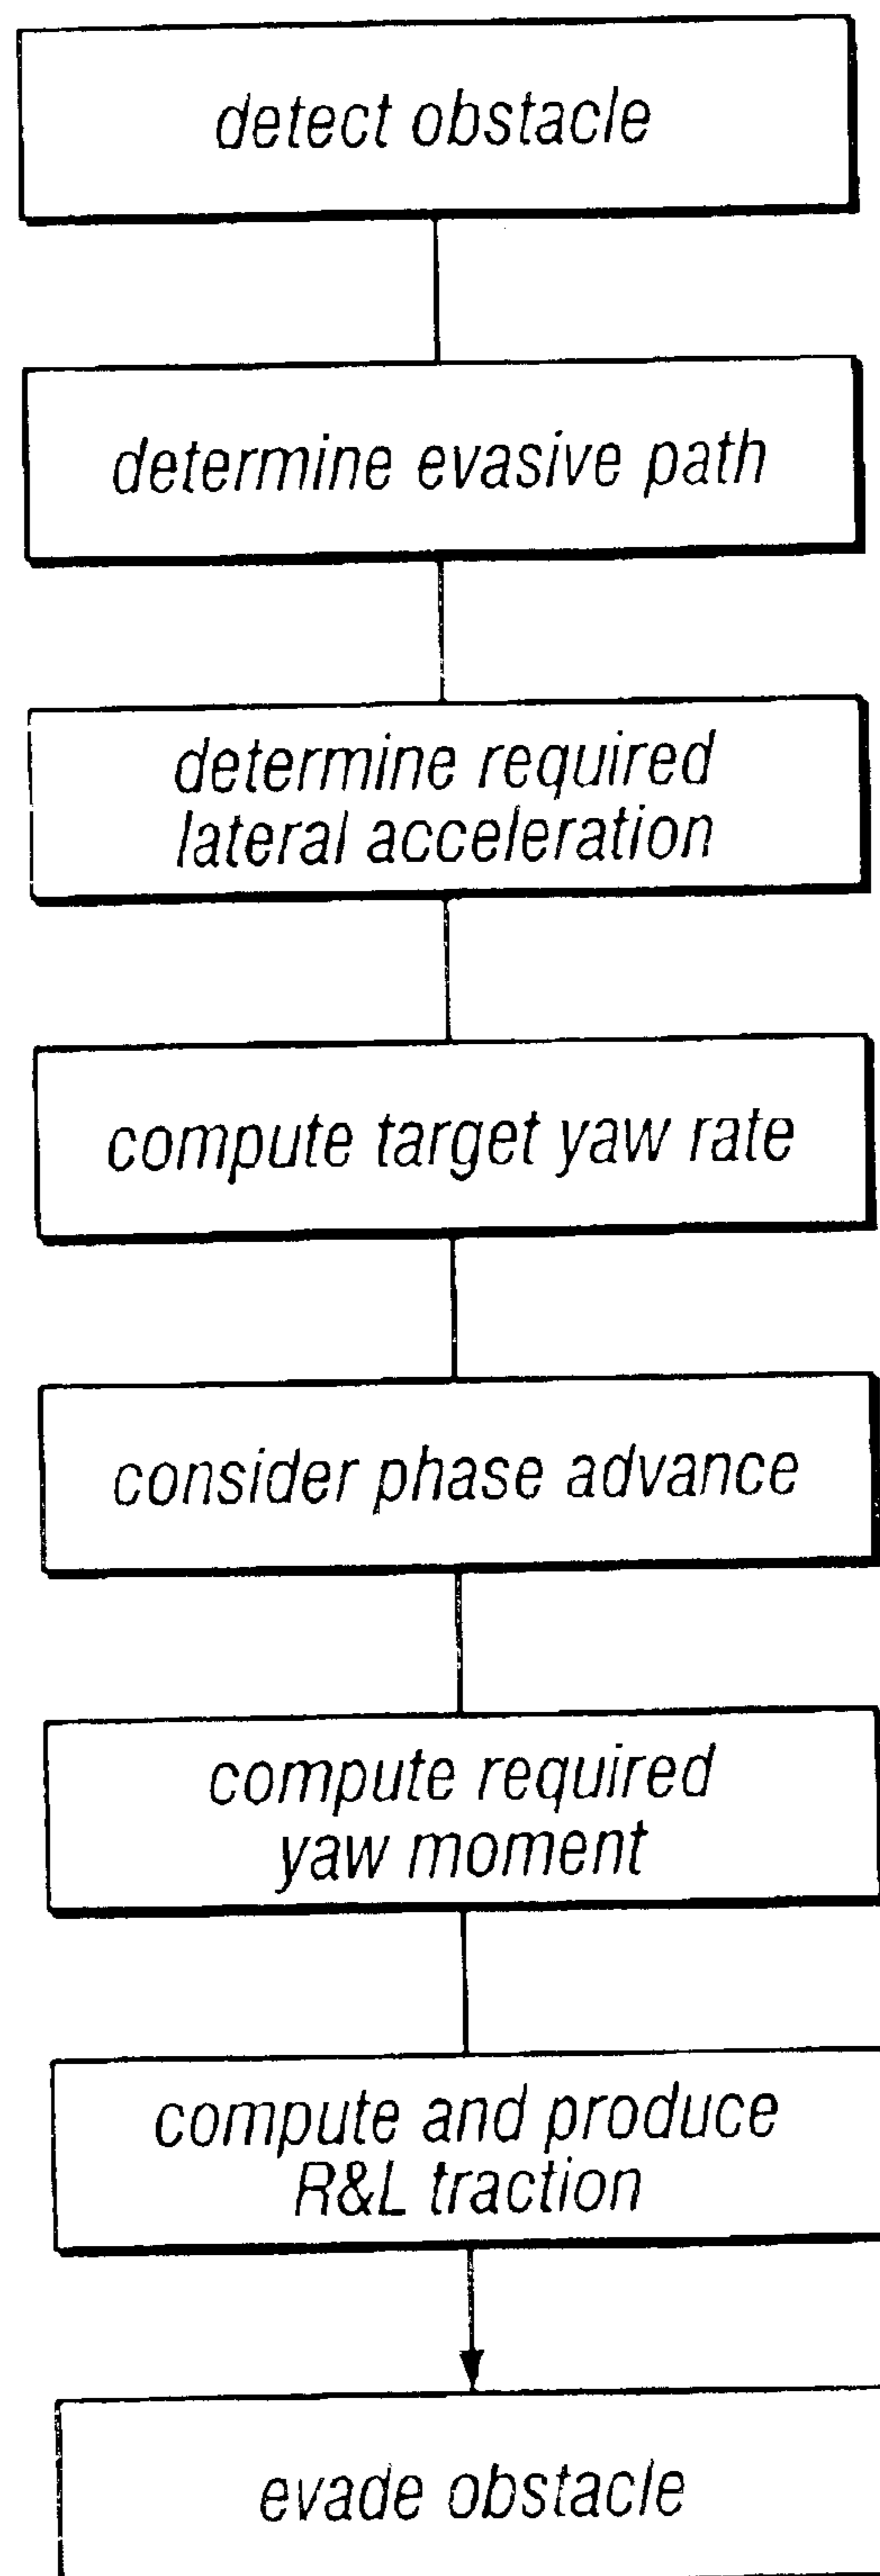 detect obstacle
determine evasive path
determine required
lateral acceleration
compute target yaw rate
consider phase advance
compute required
yaw moment
compute and produce
R&L traction
evade obstacle